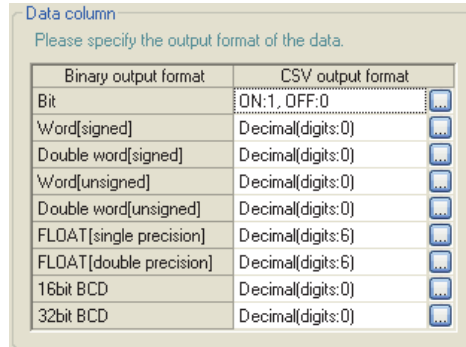 Data column
Please specify the output format of the data.
Binary output format CSV output format
Bit ON:1, OFF:0 ...
Word[signed] Decimal(digits:0) ...
Double word[signed] Decimal(digits:0) ...
Word[unsigned] Decimal(digits:0) ...
Double word[unsigned] Decimal(digits:0) ...
FLOAT[single precision] Decimal(digits:6) ...
FLOAT[double precision] Decimal(digits:6) ...
16bit BCD Decimal(digits:0) ...
32bit BCD Decimal(digits:0) ...